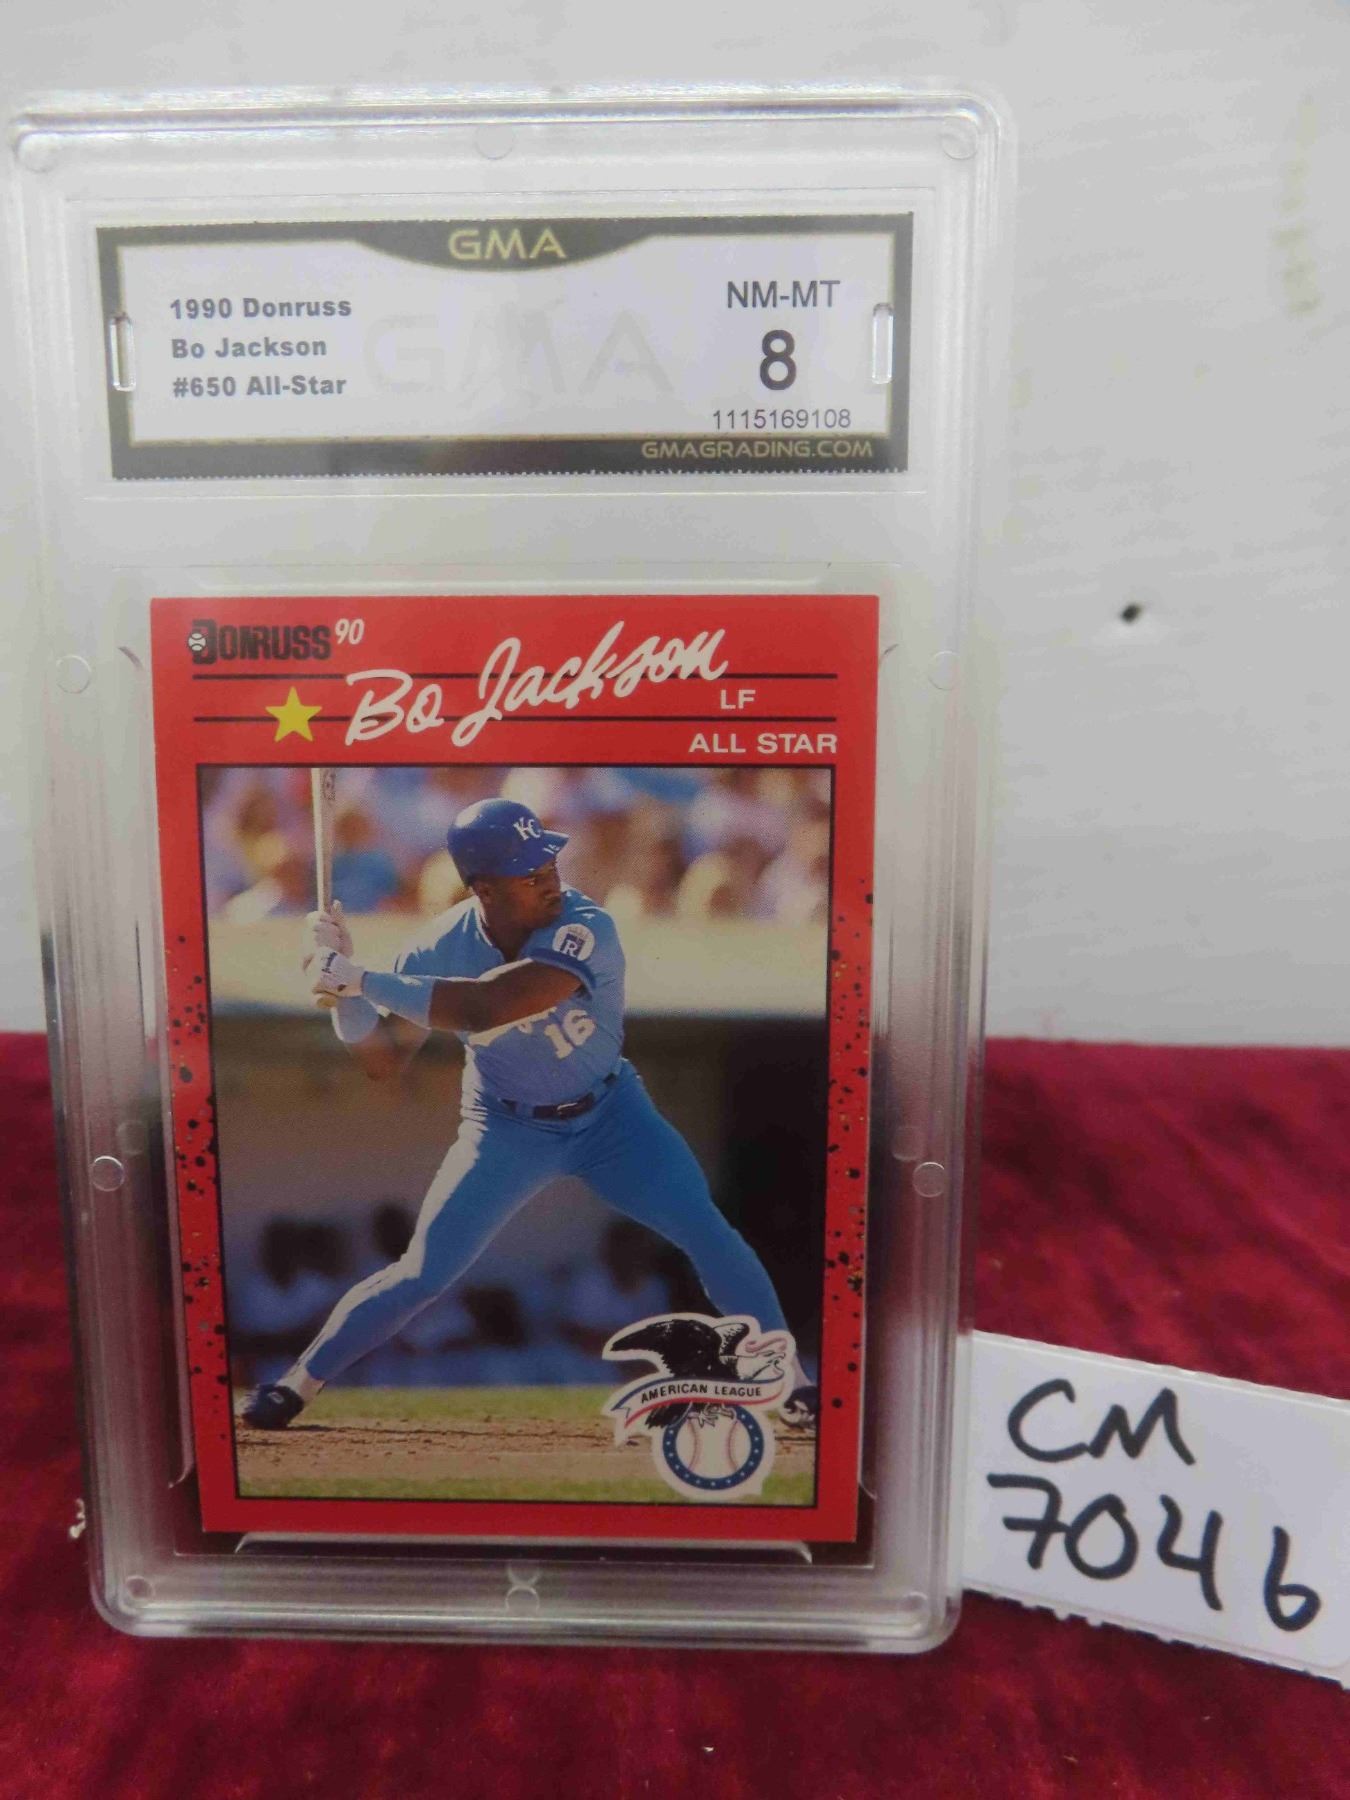 GMA
1990 Donruss
Bo Jackson
#650 All-Star
GMA
NM-MT
8
1115169108
GMAGRADING.COM
DONRUSS 90
Bo Jackson
LF
ALL STAR
KC
R
16
AMERICAN LEAGUE
CM
7046